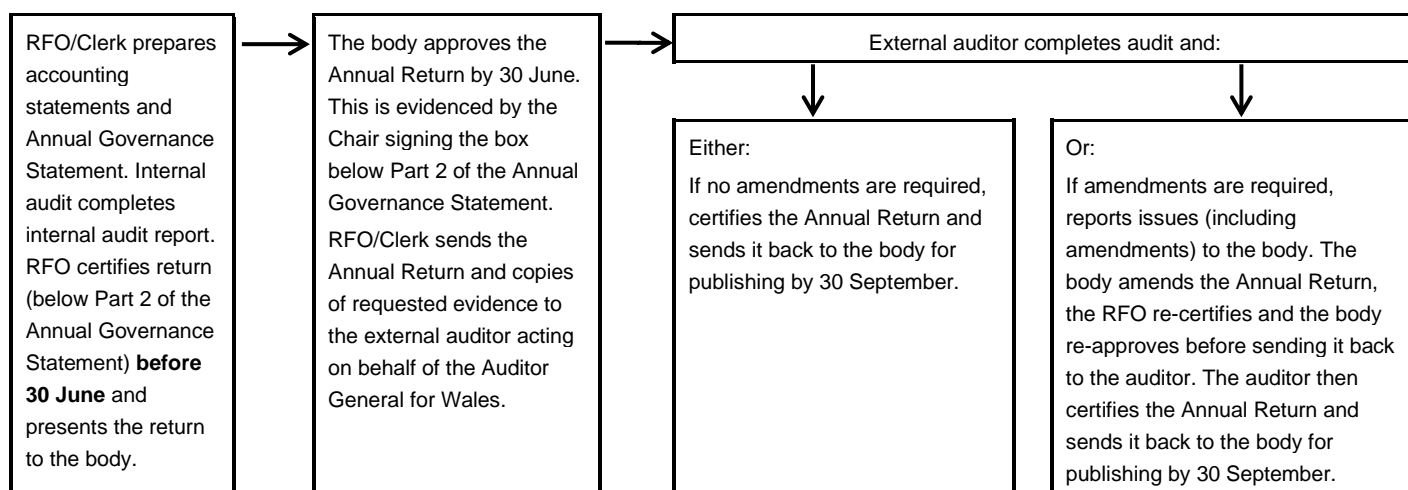 RFO/Clerk prepares
accounting
statements and
Annual Governance
Statement. Internal
audit completes
internal audit report.
RFO certifies return
(below Part 2 of the
Annual Governance
Statement) before
30 June and
presents the return
to the body.
The body approves the
Annual Return by 30 June.
This is evidenced by the
Chair signing the box
below Part 2 of the Annual
Governance Statement.
RFO/Clerk sends the
Annual Return and copies
of requested evidence to
the external auditor acting
on behalf of the Auditor
General for Wales.
External auditor completes audit and:
Either:
If no amendments are required,
certifies the Annual Return and
sends it back to the body for
publishing by 30 September.
Or:
If amendments are required,
reports issues (including
amendments) to the body. The
body amends the Annual Return,
the RFO re-certifies and the body
re-approves before sending it back
to the auditor. The auditor then
certifies the Annual Return and
sends it back to the body for
publishing by 30 September.